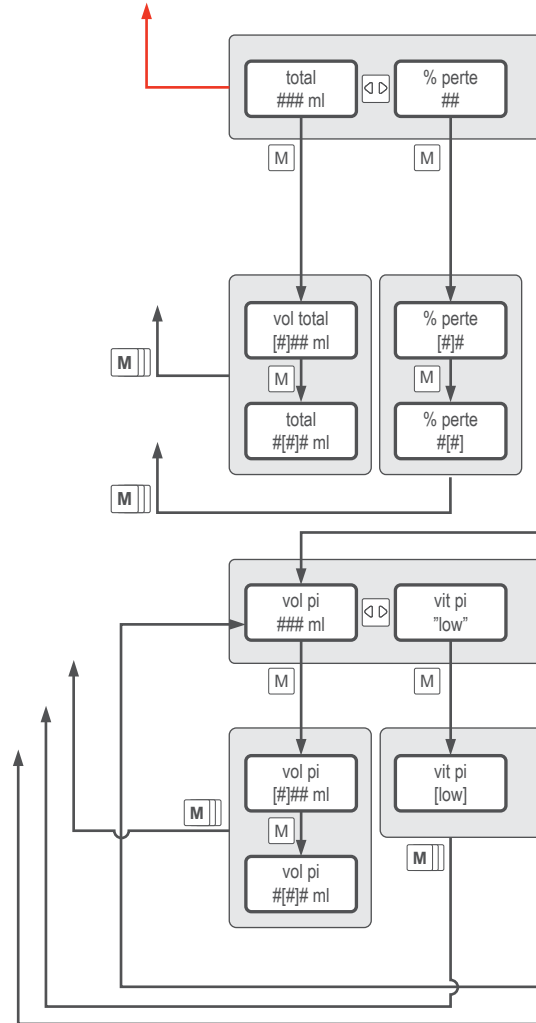 total
### ml
% perte
##
M
M
vol total
[#]## ml
% perte
[#]#
M
M
M
total
#[#]# ml
% perte
#[#]
M
vol pi
### ml
vit pi
”low”
M
M
vol pi
[#]## ml
vit pi
[low]
M
M
M
vol pi
#[#]# ml